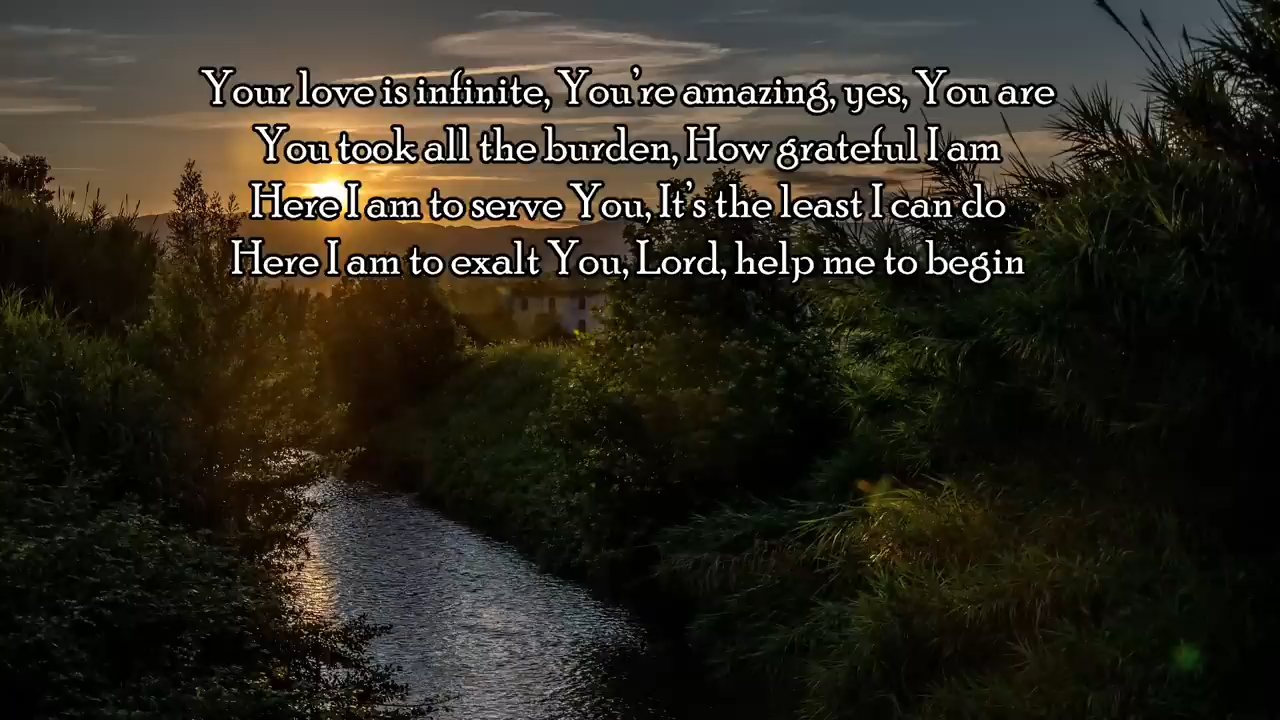 Your love is infinite, You're amazing, yes, You are
You took all the burden, How grateful I am
Here I am to serve You, It's the least I can do
Here I am to exalt You, Lord, help me to begin